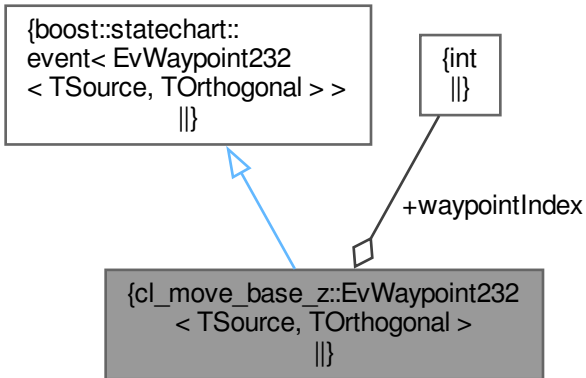 {boost::statechart::
event< EvWaypoint232
< TSource, TOrthogonal > >
||}
{int
||}
+waypointIndex
{cl_move_base_z::EvWaypoint232
< TSource, TOrthogonal >
||}